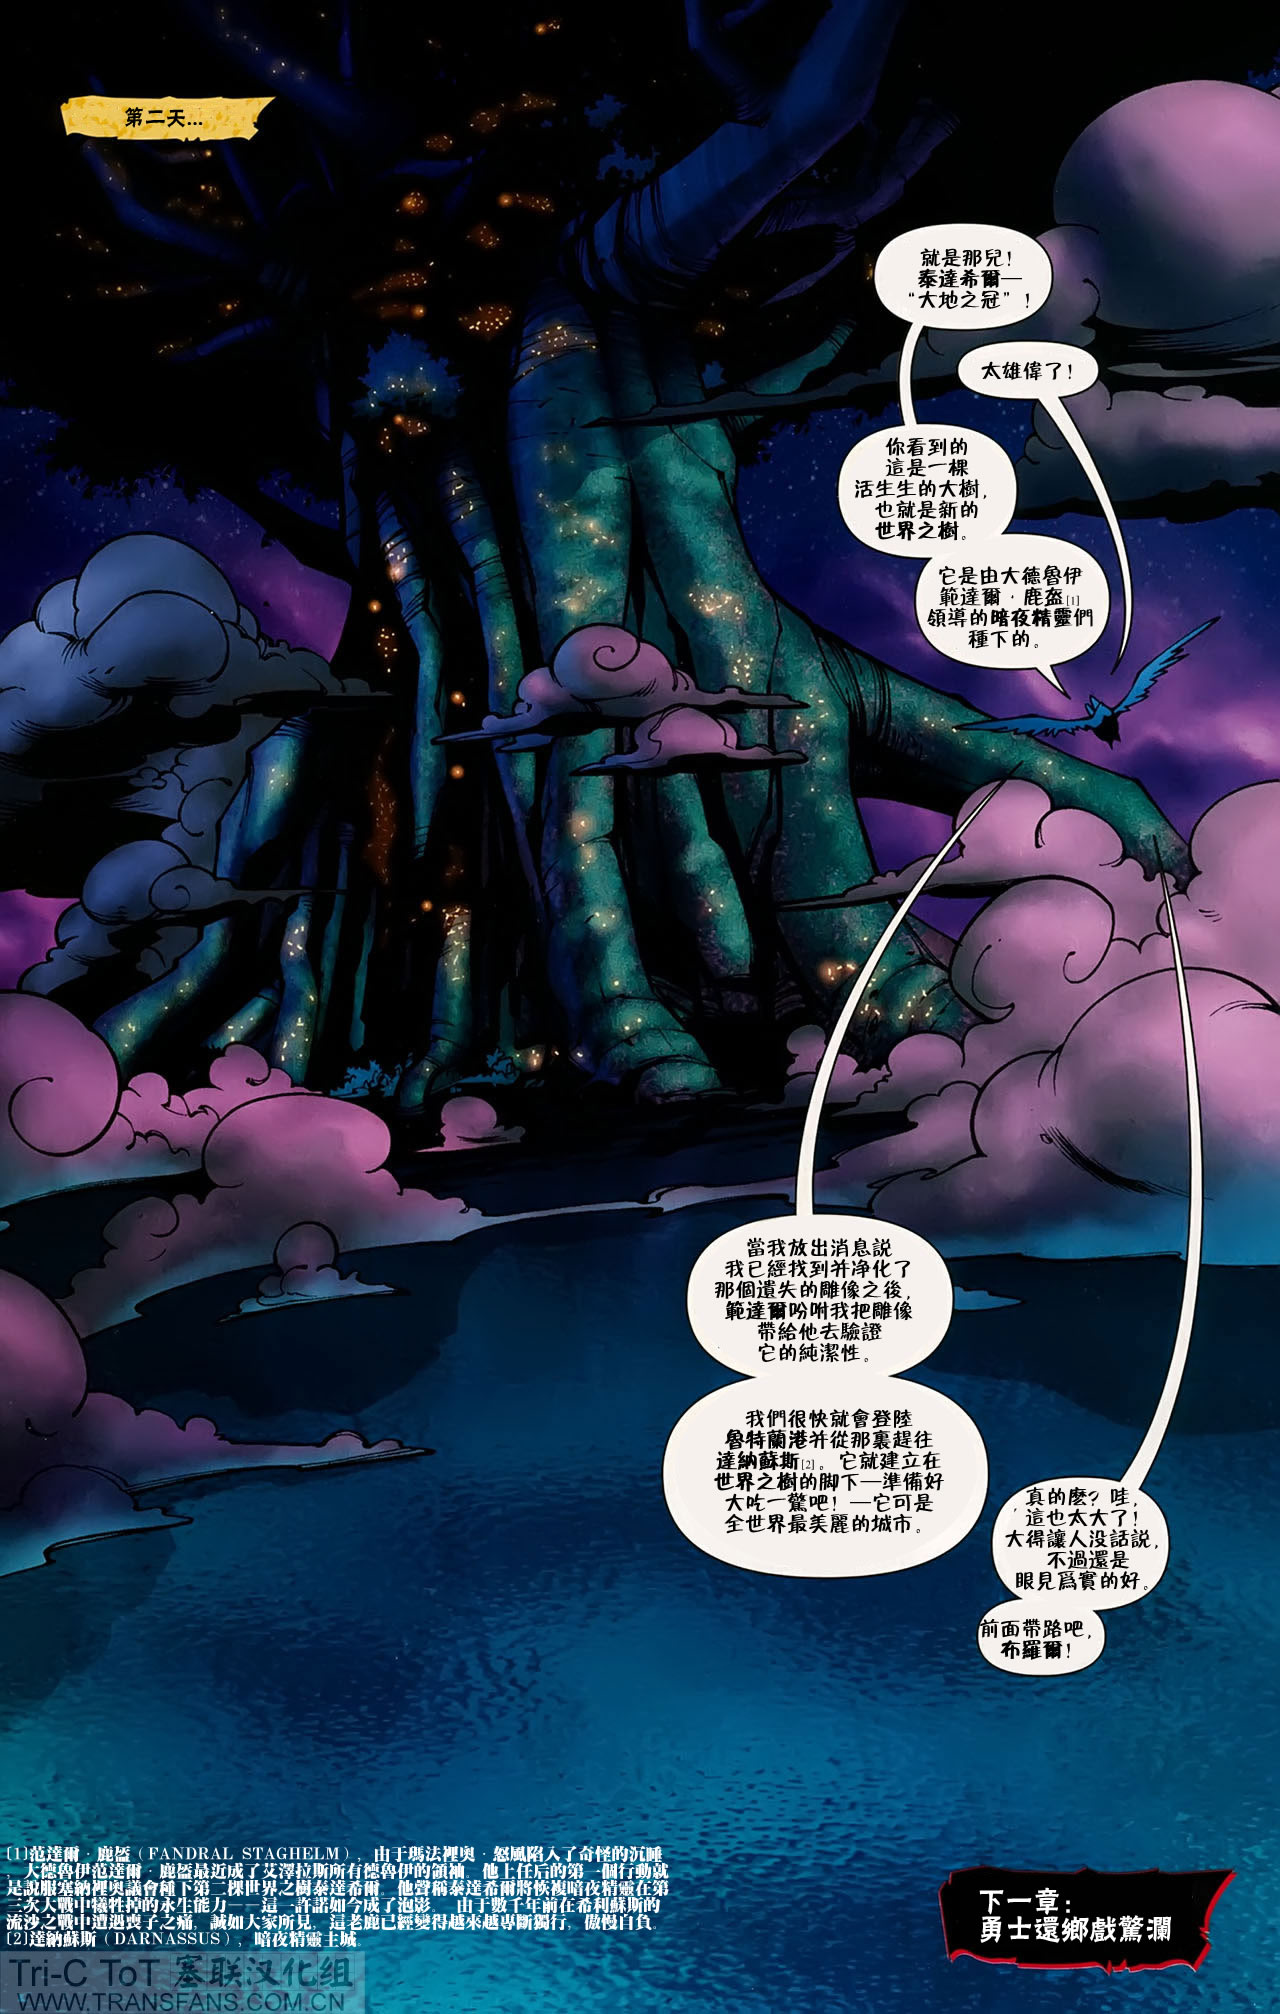 第二天...
就是那兒！
泰達希爾—
“大地之冠”！
太雄偉了！
你看到的
這是一棵
活生生的大樹，
也就是新的
世界之樹。
它是由大德魯伊
範達爾·鹿盔[1]
領導的暗夜精靈們
種下的。
當我放出消息説
我已經找到并净化了
那個遺失的雕像之後，
範達爾吩咐我把雕像
帶給他去驗證
它的純潔性。
我們很快就會登陸
魯特蘭港并從那裏趕往
達納蘇斯[2]。它就建立在
世界之樹的脚下—準備好
大吃一驚吧！—它可是
全世界最美麗的城市。
真的麽？哇，
這也太大了！
大得讓人没話説，
不過還是
眼見爲實的好。
前面帶路吧，
布羅爾！
[1]范達爾·鹿盔（FANDRAL STAGHELM），由于瑪法裡奥·怒風陷入了奇怪的沉睡
，大德魯伊范達爾·鹿盔最近成了艾澤拉斯所有德魯伊的領袖。他上任后的第一個行動就
是説服塞納裡奥議會種下第二棵世界之樹泰達希爾。他聲稱泰達希爾將恢複暗夜精靈在第
三次大戰中犧牲掉的永生能力——這一許諾如今成了泡影。由于數千年前在希利蘇斯的
流沙之戰中遭遇喪子之痛，誠如大家所見，這老鹿已經變得越來越專斷獨行，傲慢自負。
[2]達納蘇斯（DARNASSUS），暗夜精靈主城。
下一章：
勇士還鄉戲驚瀾
Tri-C ToT 塞联汉化组
WWW.TRANSFANS.COM.CN